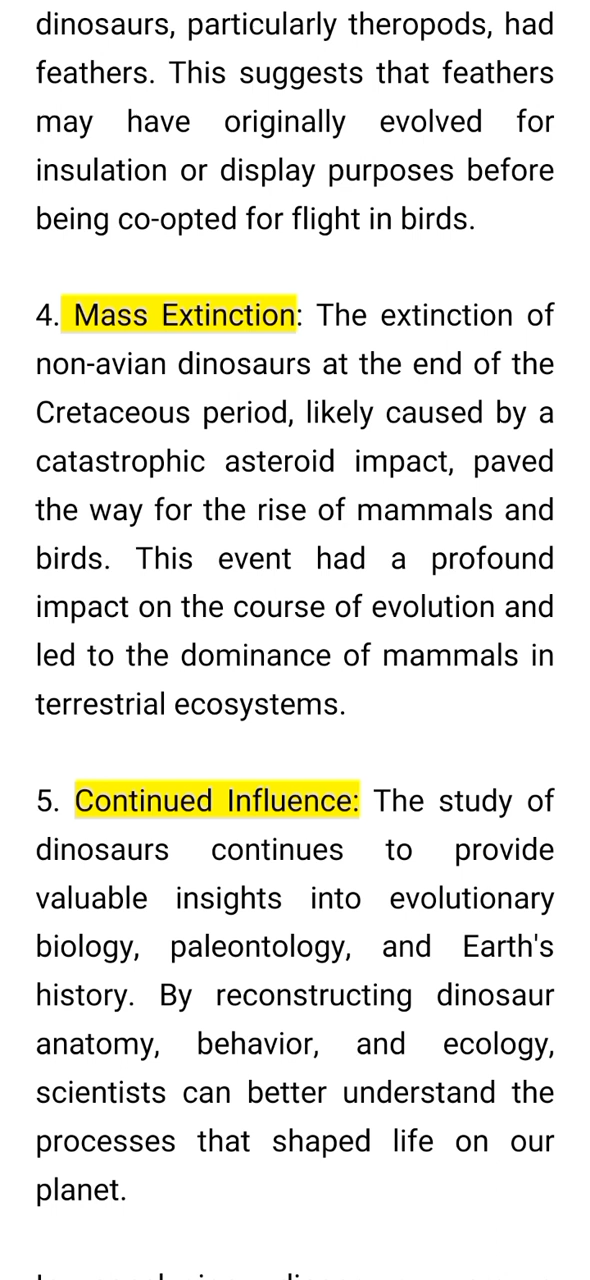 dinosaurs, particularly theropods, had
feathers. This suggests that feathers
may have originally evolved for
insulation or display purposes before
being co-opted for flight in birds.
4. Mass Extinction: The extinction of
non-avian dinosaurs at the end of the
Cretaceous period, likely caused by a
catastrophic asteroid impact, paved
the way for the rise of mammals and
birds. This event had a profound
impact on the course of evolution and
led to the dominance of mammals in
terrestrial ecosystems.
5. Continued Influence: The study of
dinosaurs continues to provide
valuable insights into evolutionary
biology, paleontology, and Earth's
history. By reconstructing dinosaur
anatomy, behavior, and ecology,
scientists can better understand the
processes that shaped life on our
planet.